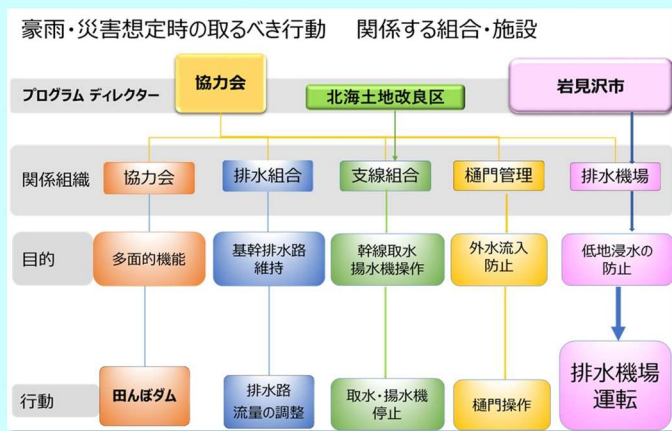 豪雨・災害想定時の取るべき行動　関係する組合・施設
プログラム ディレクター
協力会
北海土地改良区
岩見沢市
関係組織
協力会
排水組合
支線組合
樋門管理
排水機場
目的
多面的機能
基幹排水路
維持
幹線取水
揚水機操作
外水流入
防止
低地浸水の
防止
行動
田んぼダム
排水路
流量の調整
取水・揚水機
停止
樋門操作
排水機場
運転